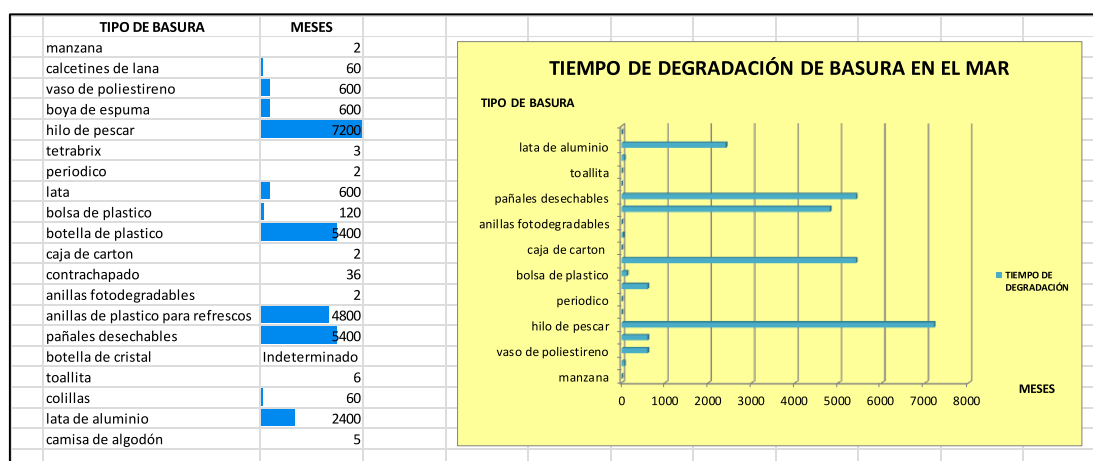 TIPO DE BASURA MESES
manzana 2
calcetines de lana 60
vaso de poliestireno 600
boya de espuma 600
hilo de pescar 7200
tetrabrix 3
periodico 2
lata 600
bolsa de plastico 120
botella de plastico 5400
caja de carton 2
contrachapado 36
anillas fotodegradables 2
anillas de plastico para refrescos 4800
pañales desechables 5400
botella de cristal Indeterminado
toallita 6
colillas 60
lata de aluminio 2400
camisa de algodón 5
TIEMPO DE DEGRADACIÓN DE BASURA EN EL MAR
TIPO DE BASURA
lata de aluminio
toallita
pañales desechables
anillas fotodegradables
caja de carton
bolsa de plastico
periodico
hilo de pescar
vaso de poliestireno
manzana
0 1000 2000 3000 4000 5000 6000 7000 8000
MESES
TIEMPO DE
DEGRADACIÓN